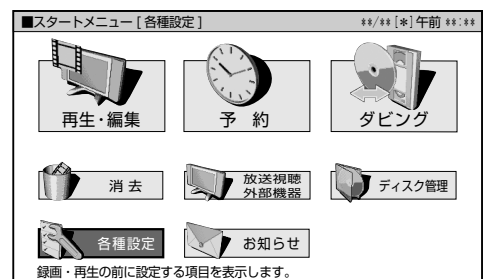 ■スタートメニュー [ 各種設定 ] **/** [*] 午前 **:**
再生・編集 予 約 ダビング
消 去 放送視聴 ディスク管理
外部機器
各種設定 お知らせ
録画・再生の前に設定する項目を表示します。